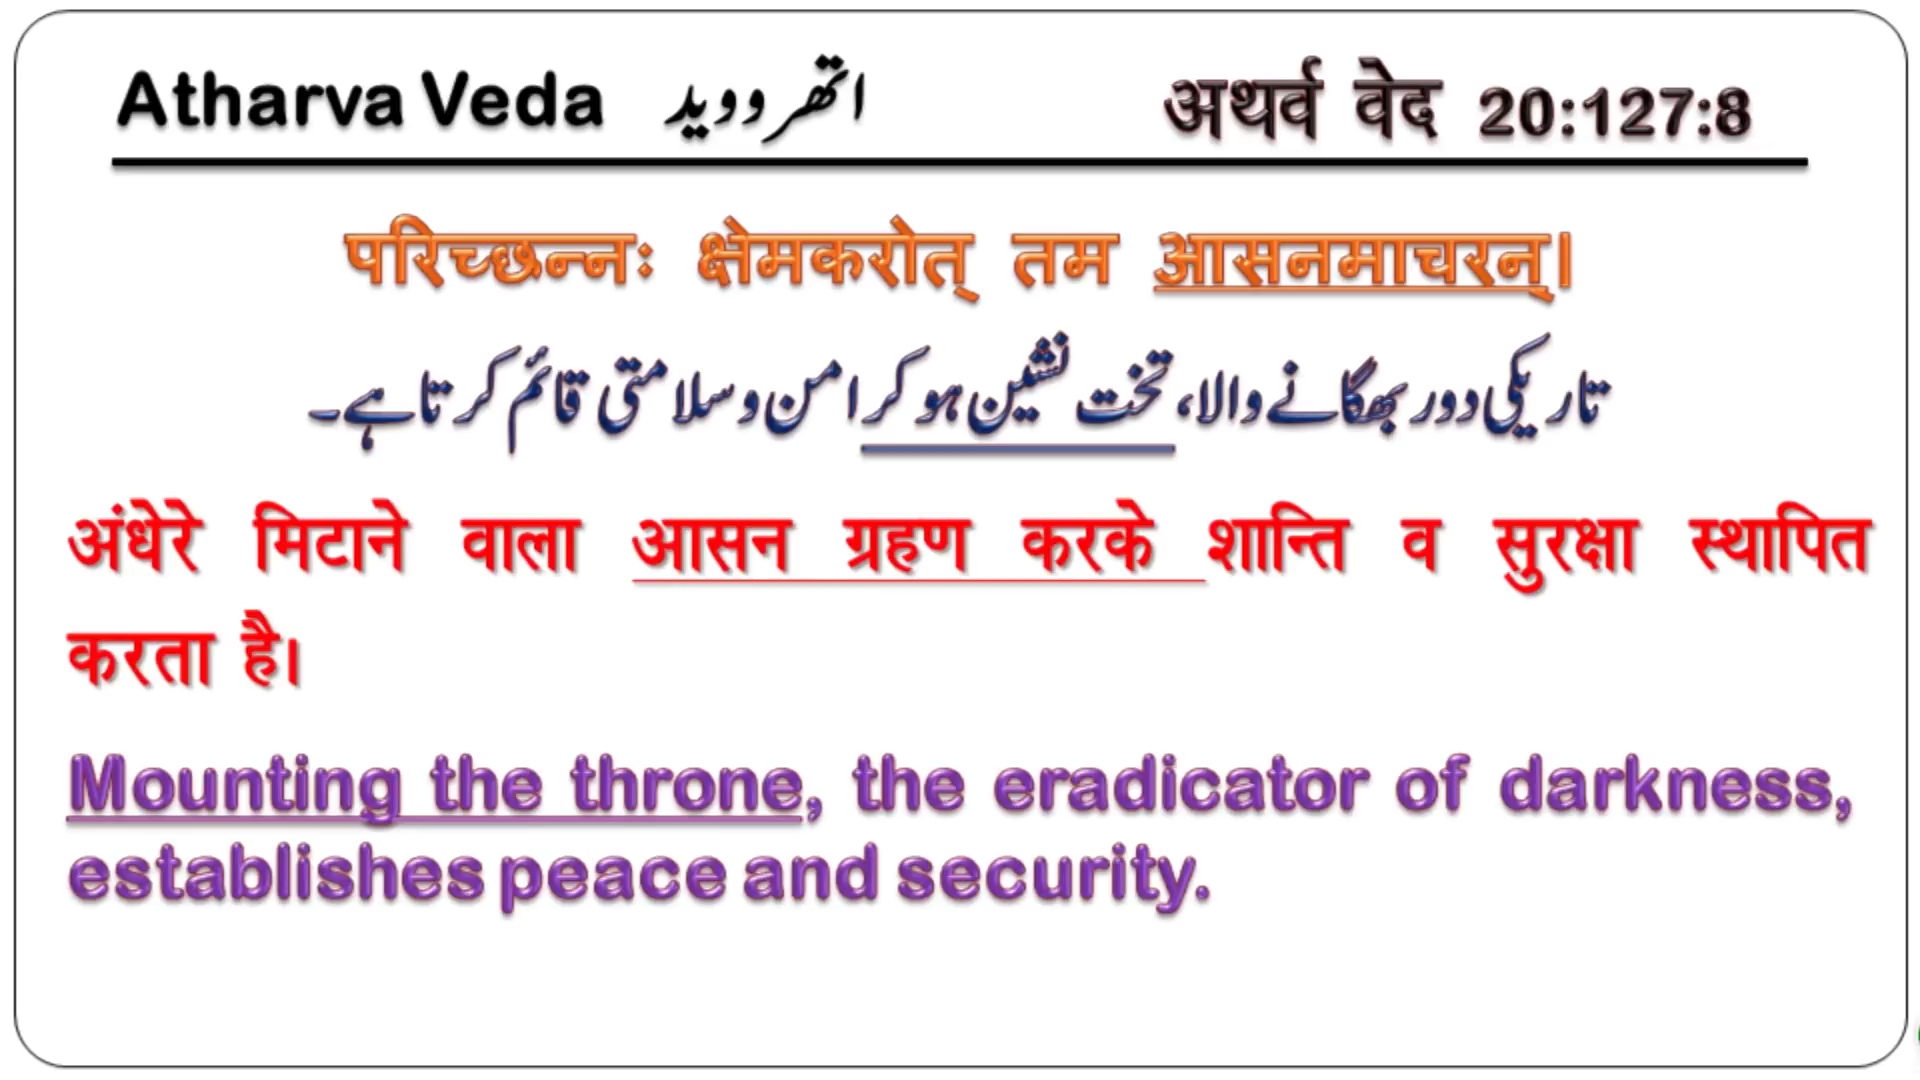 Atharva Veda اتھروويد अथर्व वेद 20:127:8
परिच्छन्नः क्षेमकरोत् तम आसनमाचरन्।
تاریکی دور بھگانے والا، تخت نشین ہو کر امن و سلامتی قائم کرتا ہے۔
अंधेरे मिटाने वाला आसन ग्रहण करके शान्ति व सुरक्षा स्थापित
करता है।
Mounting the throne, the eradicator of darkness,
establishes peace and security.